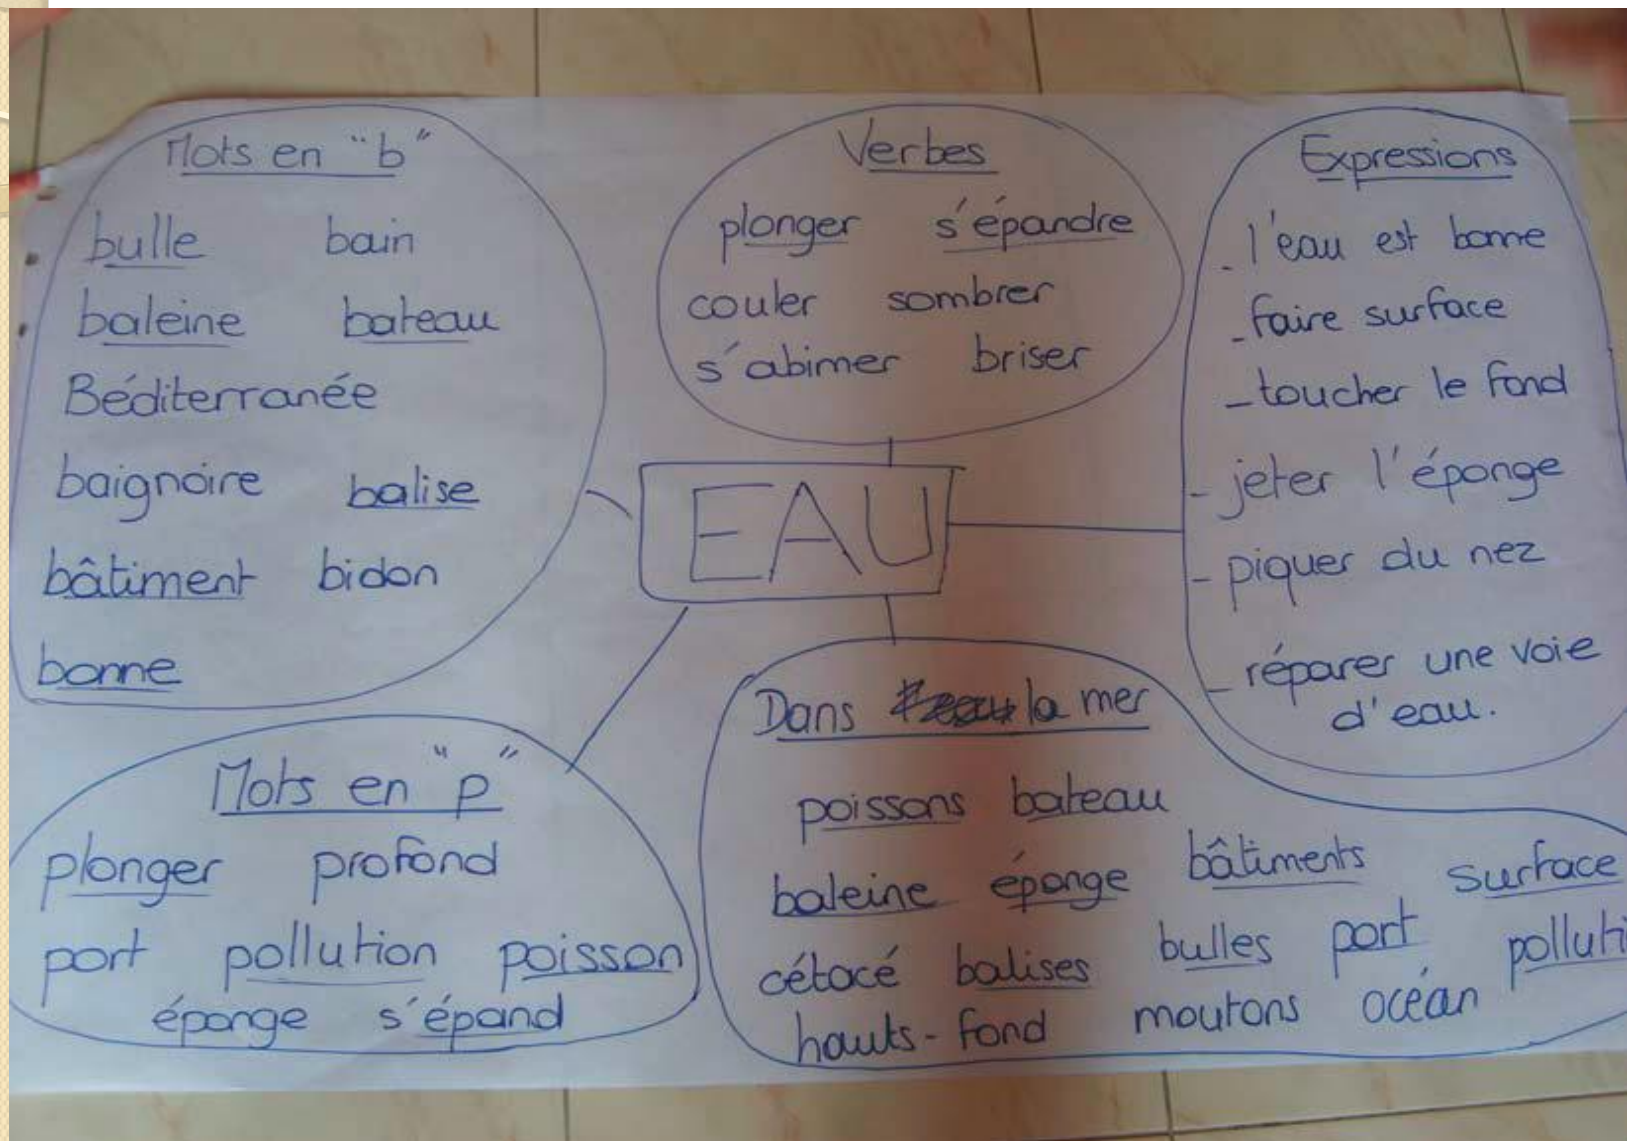 Mots en "b"
bulle bain
baleine bateau
Béditerranée
baignoire balise
bâtiment bidon
bonne
Verbes
plonger s'épandre
couler sombrer
s'abimer briser
Expressions
- l'eau est bonne
- faire surface
- toucher le fond
- jeter l'éponge
- piquer du nez
- réparer une voie
d'eau.
EAU
Mots en "p"
plonger profond
port pollution poisson
éponge s'épand
Dans la mer
poissons bateau
baleine éponge bâtiments surface
cétacé balises bulles port polluti
hauts-fond moutons océan